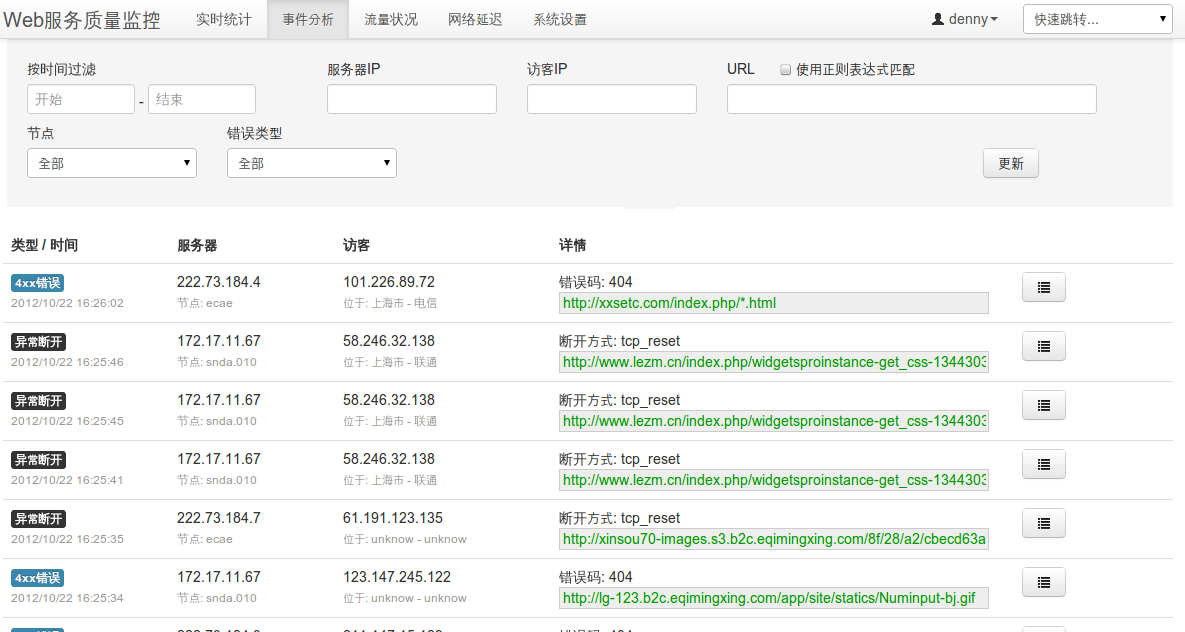 Web服务质量监控 实时统计 事件分析 流量状况 网络延迟 系统设置 denny 快速跳转...
按时间过滤 服务器IP 访客IP URL 使用正则表达式匹配
开始 - 结束
节点 错误类型
全部 全部 更新
类型 / 时间 服务器 访客 详情
4xx错误 222.73.184.4 101.226.89.72 错误码: 404
2012/10/22 16:26:02 节点: ecae 位于: 上海市 - 电信 http://xxsetc.com/index.php/*.html
异常断开 172.17.11.67 58.246.32.138 断开方式: tcp_reset
2012/10/22 16:25:46 节点: snda.010 位于: 上海市 - 联通 http://www.lezm.cn/index.php/widgetsproinstance-get_css-1344303
异常断开 172.17.11.67 58.246.32.138 断开方式: tcp_reset
2012/10/22 16:25:45 节点: snda.010 位于: 上海市 - 联通 http://www.lezm.cn/index.php/widgetsproinstance-get_css-1344303
异常断开 172.17.11.67 58.246.32.138 断开方式: tcp_reset
2012/10/22 16:25:41 节点: snda.010 位于: 上海市 - 联通 http://www.lezm.cn/index.php/widgetsproinstance-get_css-1344303
异常断开 222.73.184.7 61.191.123.135 断开方式: tcp_reset
2012/10/22 16:25:35 节点: ecae 位于: unknow - unknow http://xinsou70-images.s3.b2c.eqimingxing.com/8f/28/a2/cbecd63a
4xx错误 172.17.11.67 123.147.245.122 错误码: 404
2012/10/22 16:25:34 节点: snda.010 位于: unknow - unknow http://lg-123.b2c.eqimingxing.com/app/site/statics/Numinput-bj.gif